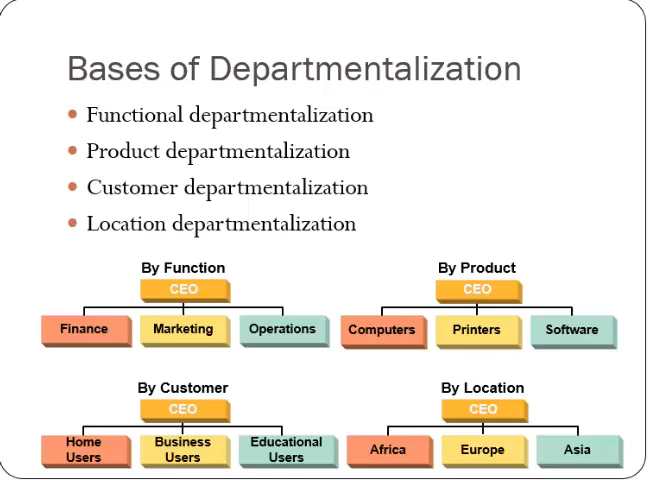 Bases of Departmentalization
• Functional departmentalization
• Product departmentalization
• Customer departmentalization
• Location departmentalization
By Function
CEO
Finance Marketing Operations
By Product
CEO
Computers Printers Software
By Customer
CEO
Home Users
Business Users
Educational Users
By Location
CEO
Africa Europe Asia